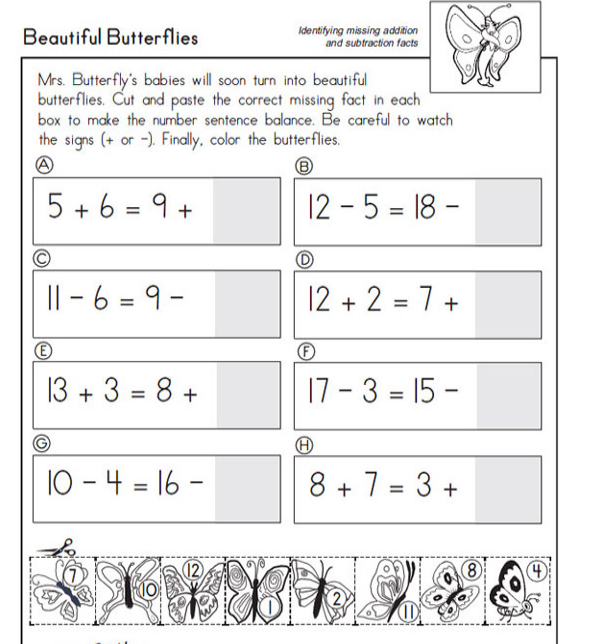 Beautiful Butterflies
Identifying missing addition
and subtraction facts
Mrs. Butterfly's babies will soon turn into beautiful
butterflies. Cut and paste the correct missing fact in each
box to make the number sentence balance. Be careful to watch
the signs (+ or -). Finally, color the butterflies.
A B
5 + 6 = 9 + 12 - 5 = 18 -
C D
11 - 6 = 9 - 12 + 2 = 7 +
E F
13 + 3 = 8 + 17 - 3 = 15 -
G H
10 - 4 = 16 - 8 + 7 = 3 +
7 10 12 1 2 11 8 4